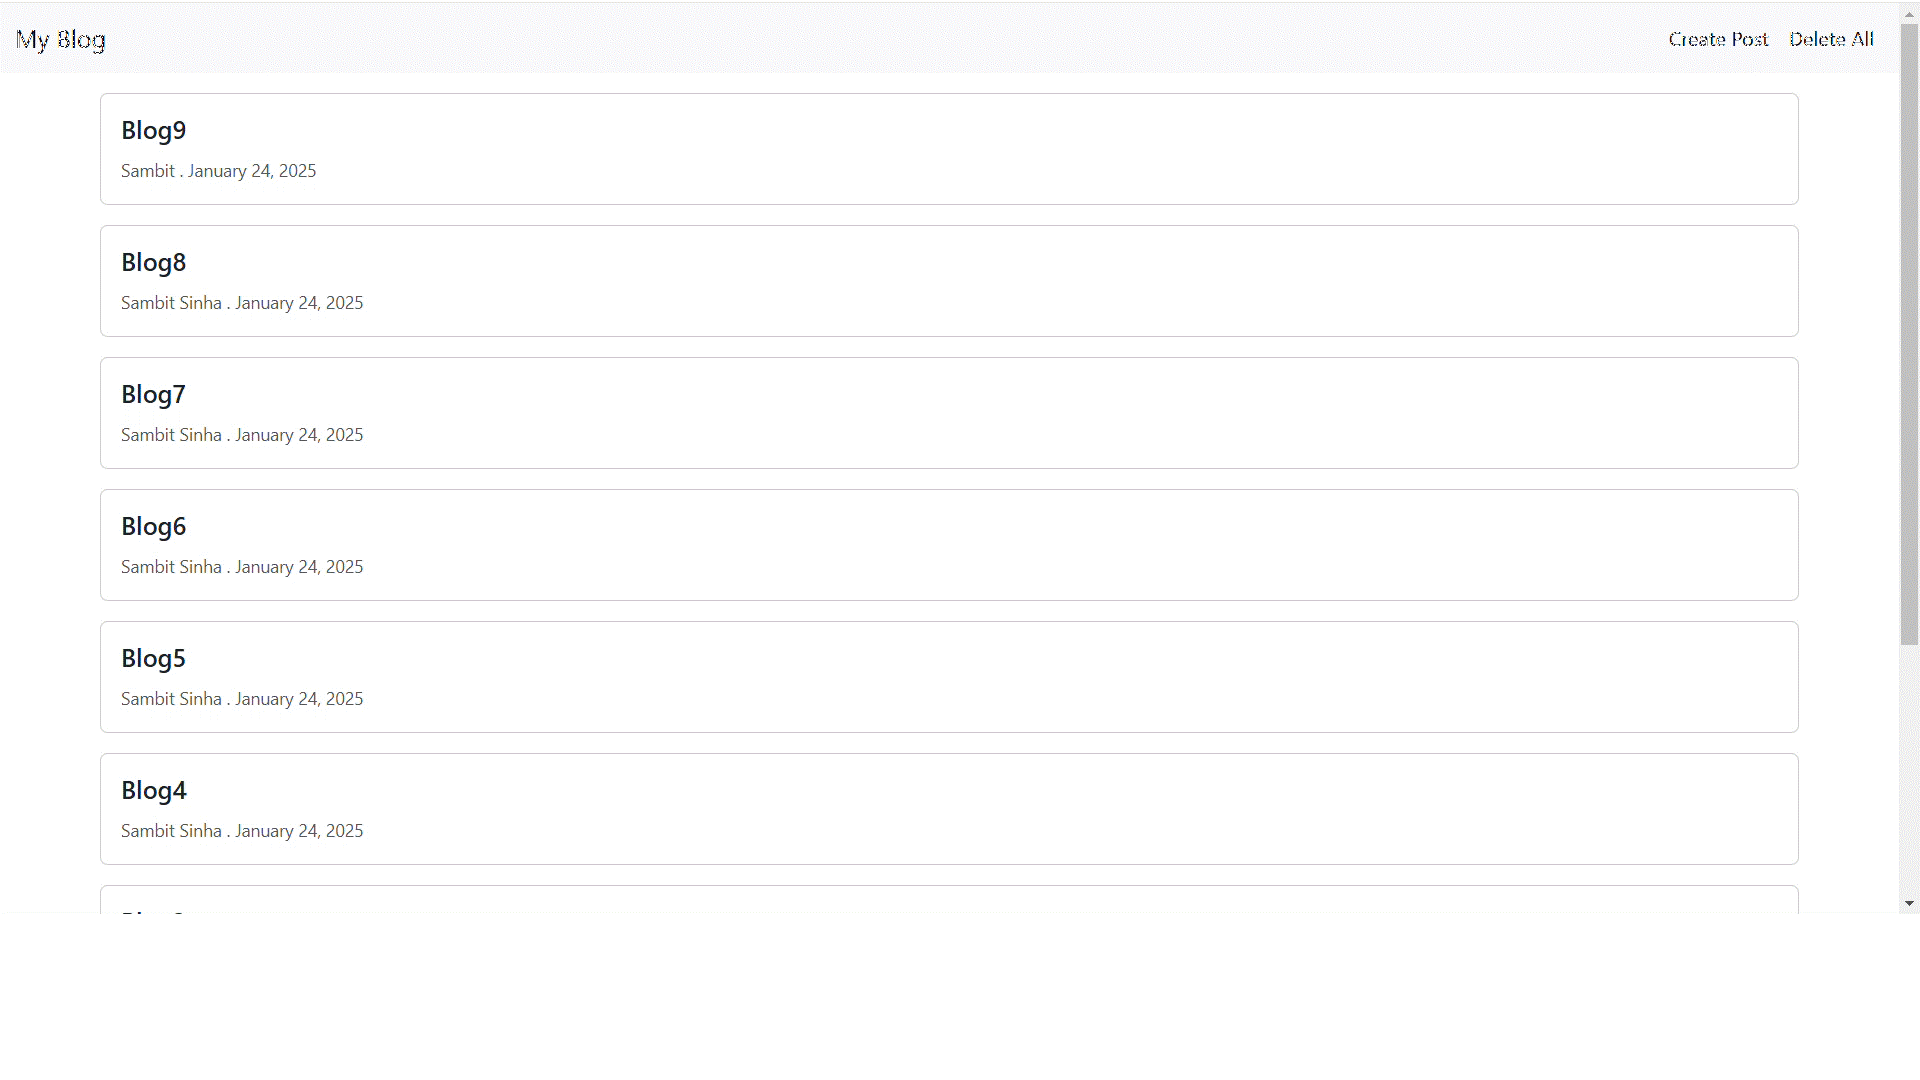 My Blog
Create Post Delete All
Blog9
Sambit . January 24, 2025
Blog8
Sambit Sinha . January 24, 2025
Blog7
Sambit Sinha . January 24, 2025
Blog6
Sambit Sinha . January 24, 2025
Blog5
Sambit Sinha . January 24, 2025
Blog4
Sambit Sinha . January 24, 2025